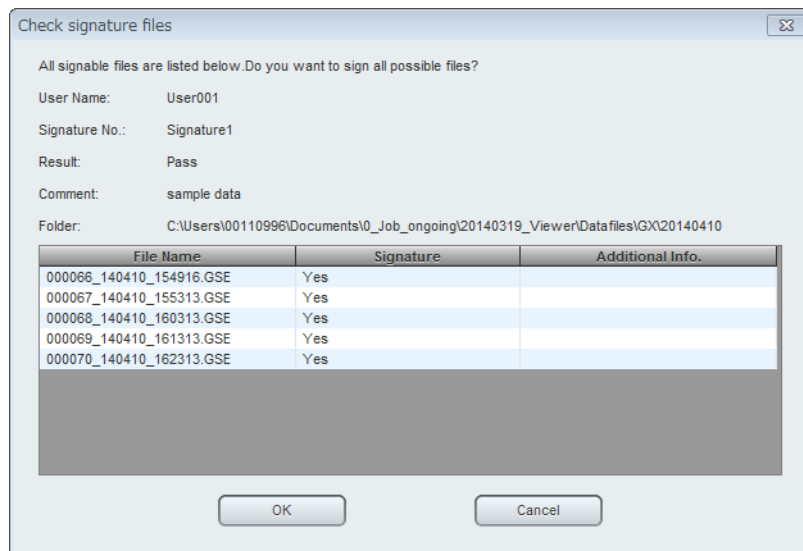 Check signature files
All signable files are listed below.Do you want to sign all possible files?
User Name: User001
Signature No.: Signature1
Result: Pass
Comment: sample data
Folder: C:\Users\00110996\Documents\0_Job_ongoing\20140319_Viewer\Datafiles\GX\20140410
File Name Signature Additional Info.
000066_140410_154916.GSE Yes
000067_140410_155313.GSE Yes
000068_140410_160313.GSE Yes
000069_140410_161313.GSE Yes
000070_140410_162313.GSE Yes
OK Cancel